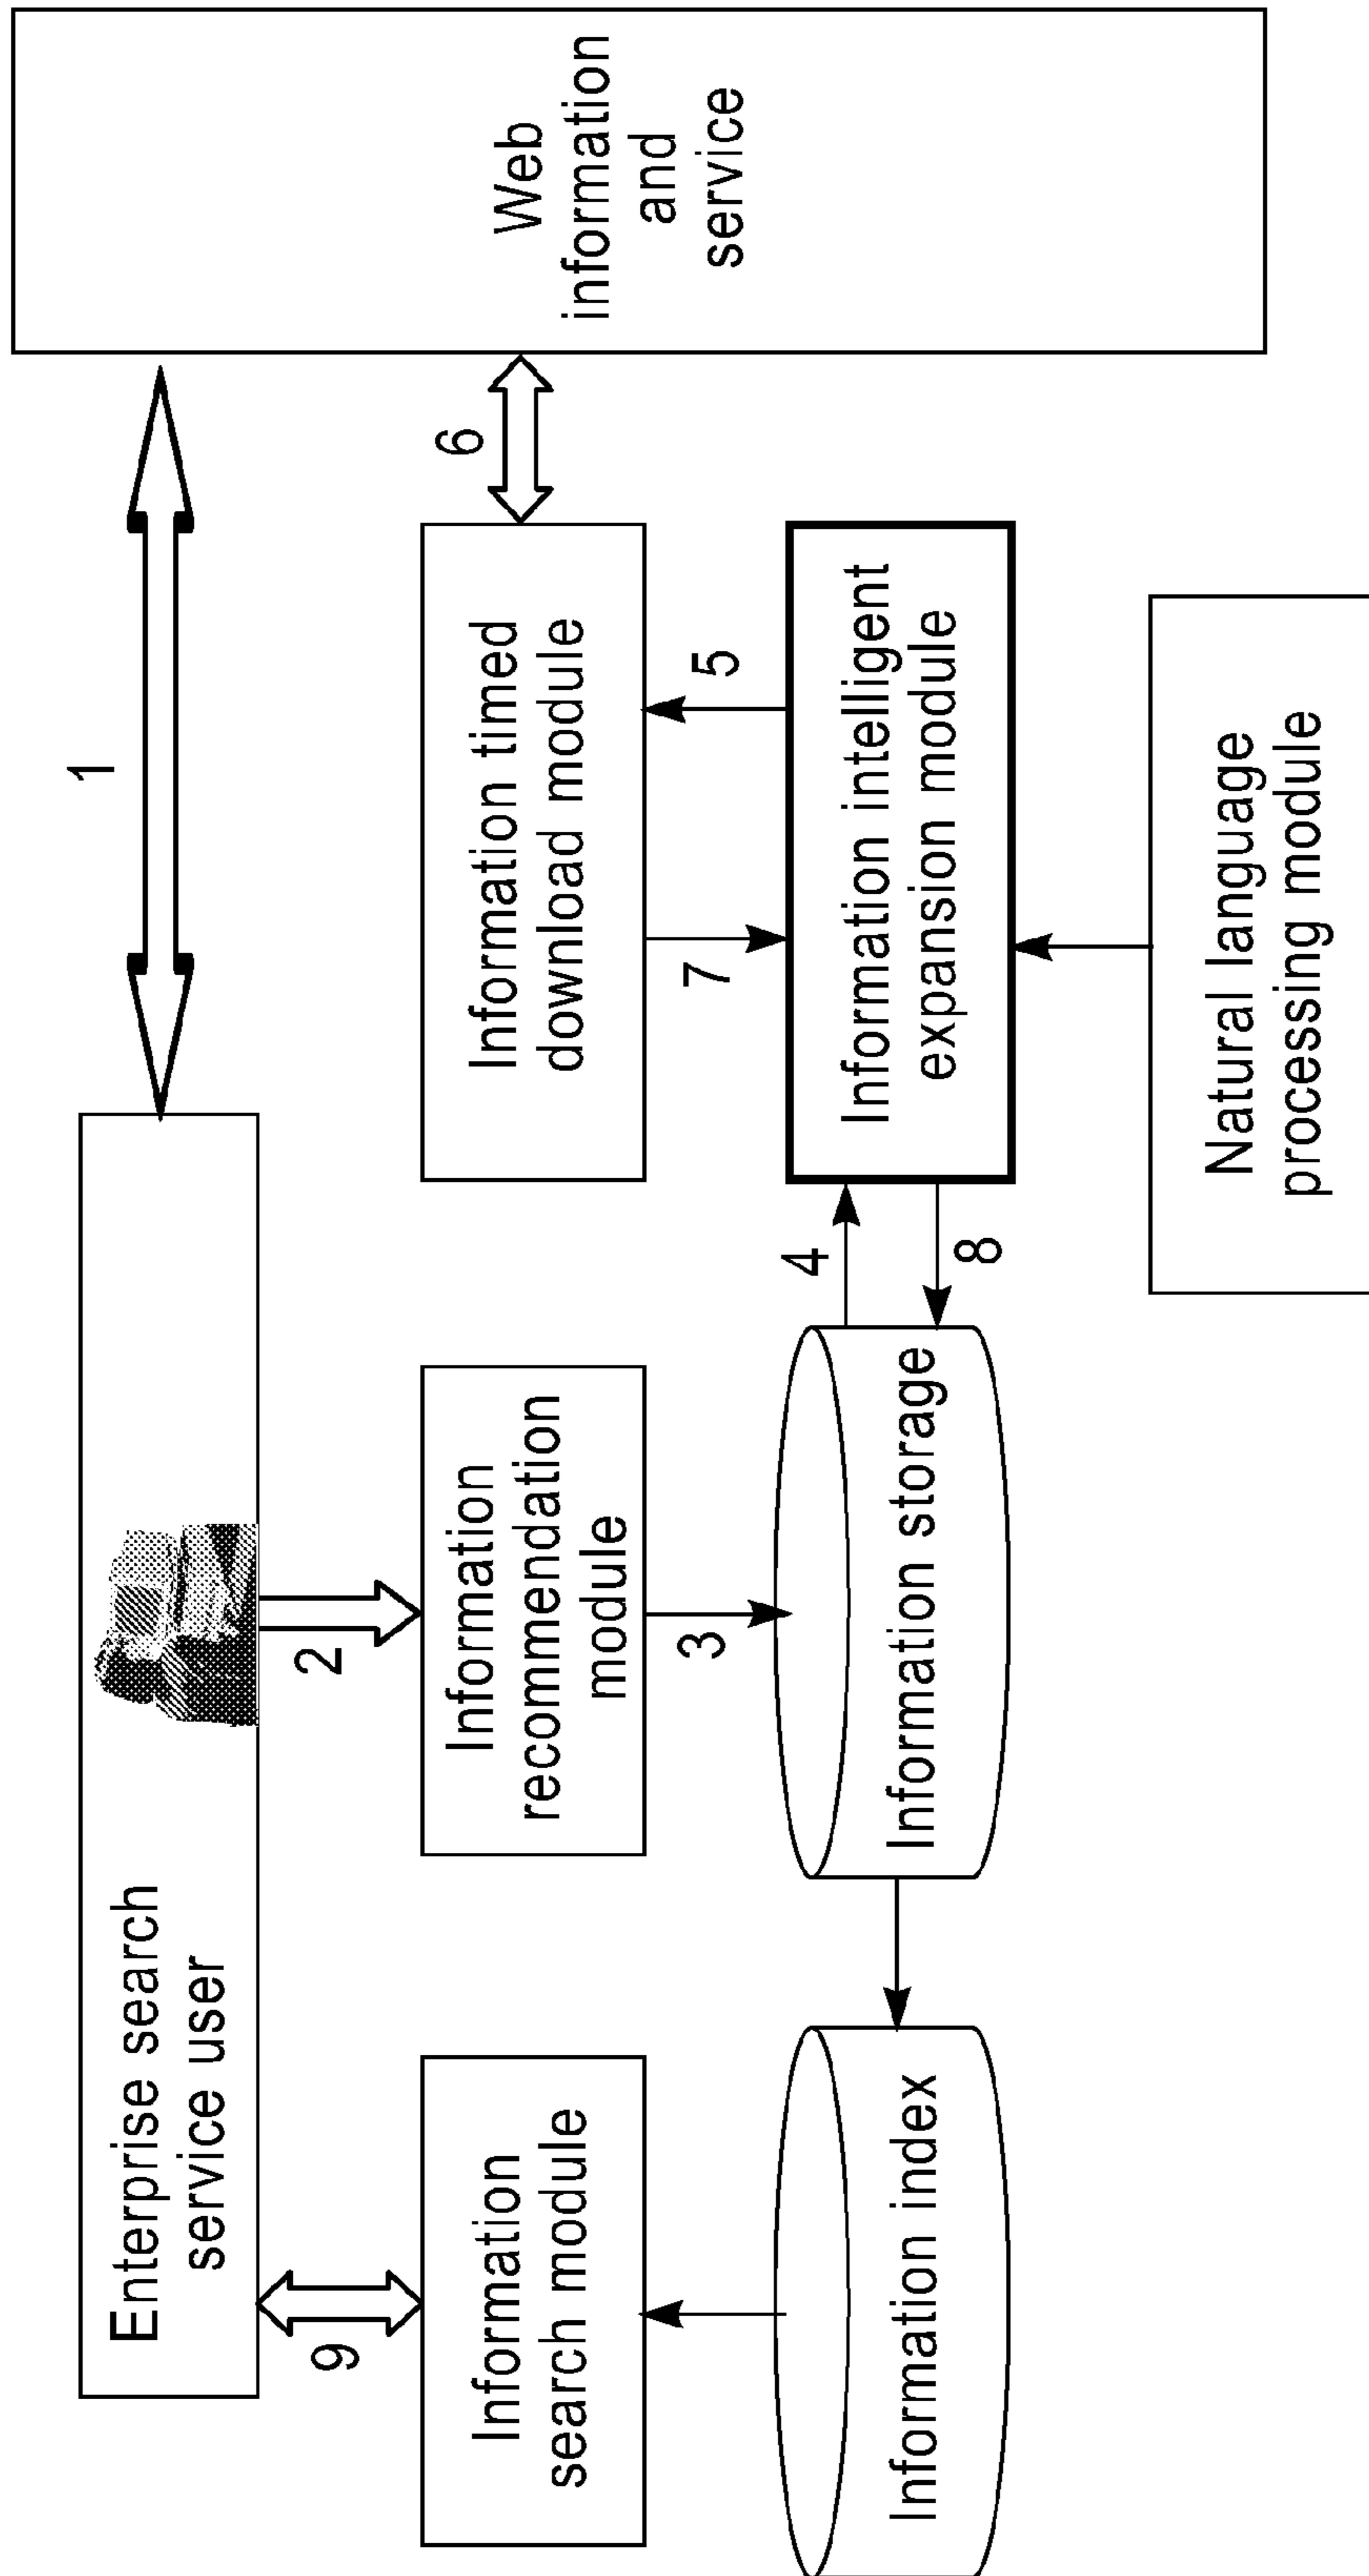 Enterprise search
service user
1
Web
information
and
service
9
2
6
Information
search module
Information
recommendation
module
Information timed
download module
3
7
5
Information index
Information storage
4
8
Information intelligent
expansion module
Natural language
processing module